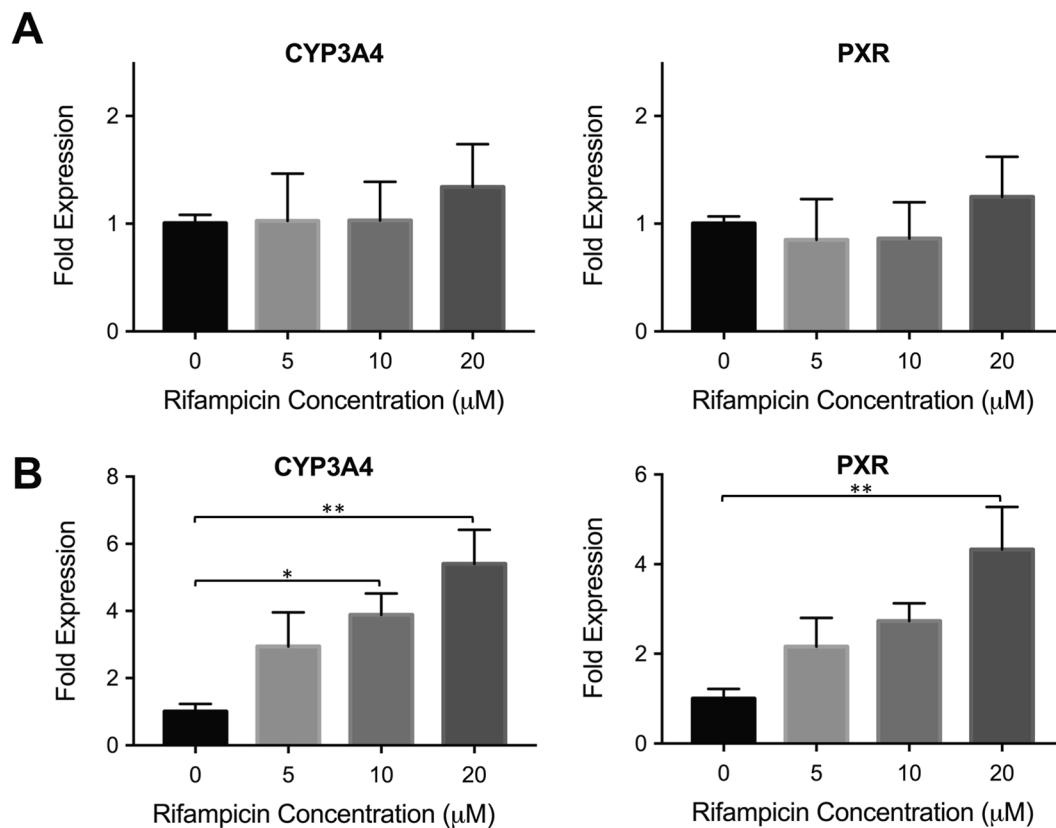 A
CYP3A4
Fold Expression
2
1
0
0 5 10 20
Rifampicin Concentration (μM)
PXR
Fold Expression
2
1
0
0 5 10 20
Rifampicin Concentration (μM)
B
CYP3A4
Fold Expression
8
6
4
2
0
**
*
0 5 10 20
Rifampicin Concentration (μM)
PXR
Fold Expression
6
4
2
0
**
0 5 10 20
Rifampicin Concentration (μM)